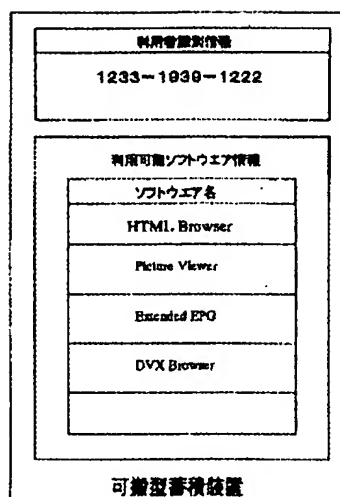 利用者識別情報
1233-1939-1222
利用可能ソフトウエア情報
ソフトウエア名
HTML Browser
Picture Viewer
Extended EPG
DVX Browser
可搬型蓄積装置